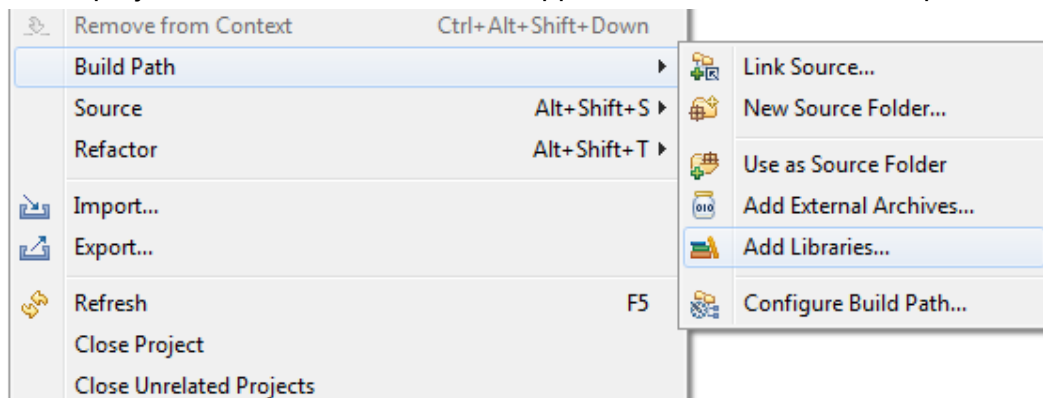 Remove from Context Ctrl+Alt+Shift+Down
Build Path
Source Alt+Shift+S
Refactor Alt+Shift+T
Import...
Export...
Refresh F5
Close Project
Close Unrelated Projects
Link Source...
New Source Folder...
Use as Source Folder
010
Add External Archives...
Add Libraries...
Configure Build Path...